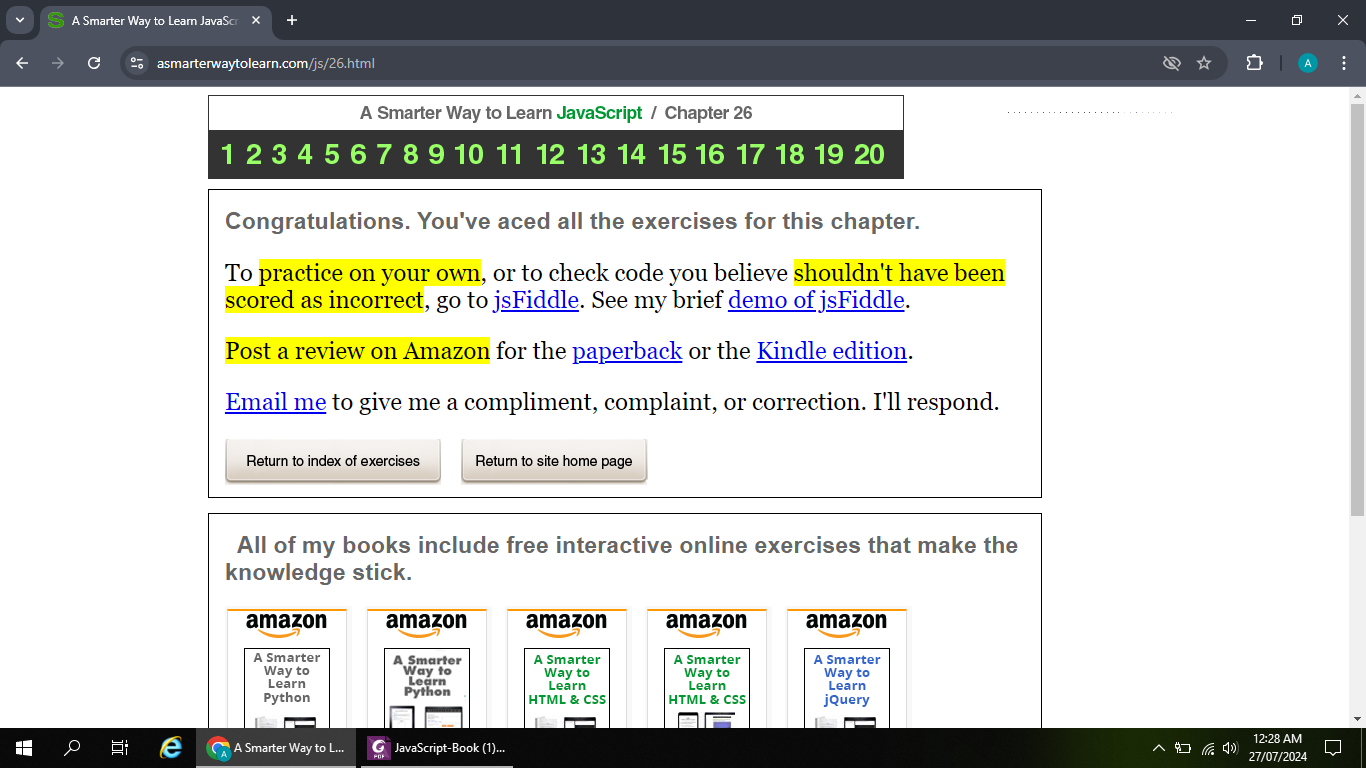 A Smarter Way to Learn JavaScr
asmarterwaytolearn.com/js/26.html
A
A Smarter Way to Learn JavaScript / Chapter 26
1 2 3 4 5 6 7 8 9 10 11 12 13 14 15 16 17 18 19 20
Congratulations. You've aced all the exercises for this chapter.
To practice on your own, or to check code you believe shouldn't have been
scored as incorrect, go to jsFiddle. See my brief demo of jsFiddle.
Post a review on Amazon for the paperback or the Kindle edition.
Email me to give me a compliment, complaint, or correction. I'll respond.
Return to index of exercises Return to site home page
All of my books include free interactive online exercises that make the
knowledge stick.
amazon amazon amazon amazon amazon
A Smarter A Smarter A Smarter A Smarter A Smarter
Way to Way to Way to Way to Way to
Learn Learn Learn Learn Learn
Python Python HTML & CSS HTML & CSS jQuery
A Smarter Way to L... JavaScript-Book (1)... 12:28 AM
A PDF 27/07/2024